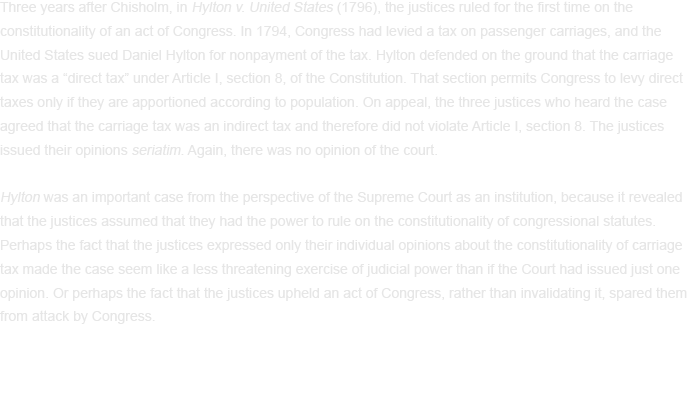 Three years after Chisholm, in Hylton v. United States (1796), the justices ruled for the first time on the
constitutionality of an act of Congress. In 1794, Congress had levied a tax on passenger carriages, and the
United States sued Daniel Hylton for nonpayment of the tax. Hylton defended on the ground that the carriage
tax was a “direct tax” under Article I, section 8, of the Constitution. That section permits Congress to levy direct
taxes only if they are apportioned according to population. On appeal, the three justices who heard the case
agreed that the carriage tax was an indirect tax and therefore did not violate Article I, section 8. The justices
issued their opinions seriatim. Again, there was no opinion of the court.
Hylton was an important case from the perspective of the Supreme Court as an institution, because it revealed
that the justices assumed that they had the power to rule on the constitutionality of congressional statutes.
Perhaps the fact that the justices expressed only their individual opinions about the constitutionality of carriage
tax made the case seem like a less threatening exercise of judicial power than if the Court had issued just one
opinion. Or perhaps the fact that the justices upheld an act of Congress, rather than invalidating it, spared them
from attack by Congress.